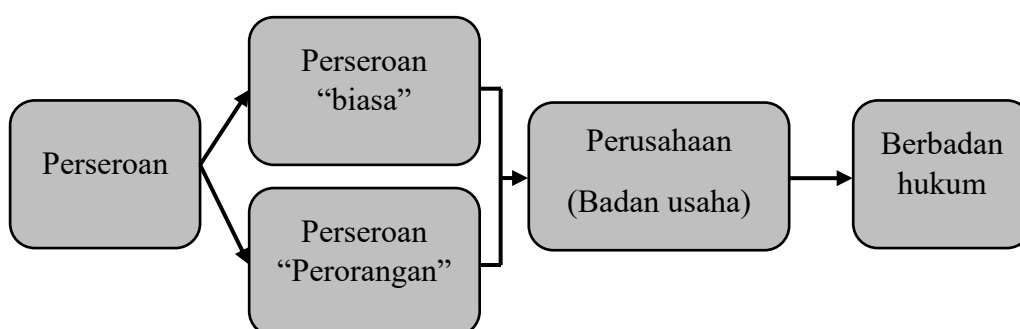 Perseroan
Perseroan
“biasa”
Perseroan
“Perorangan”
Perusahaan
(Badan usaha)
Berbadan
hukum